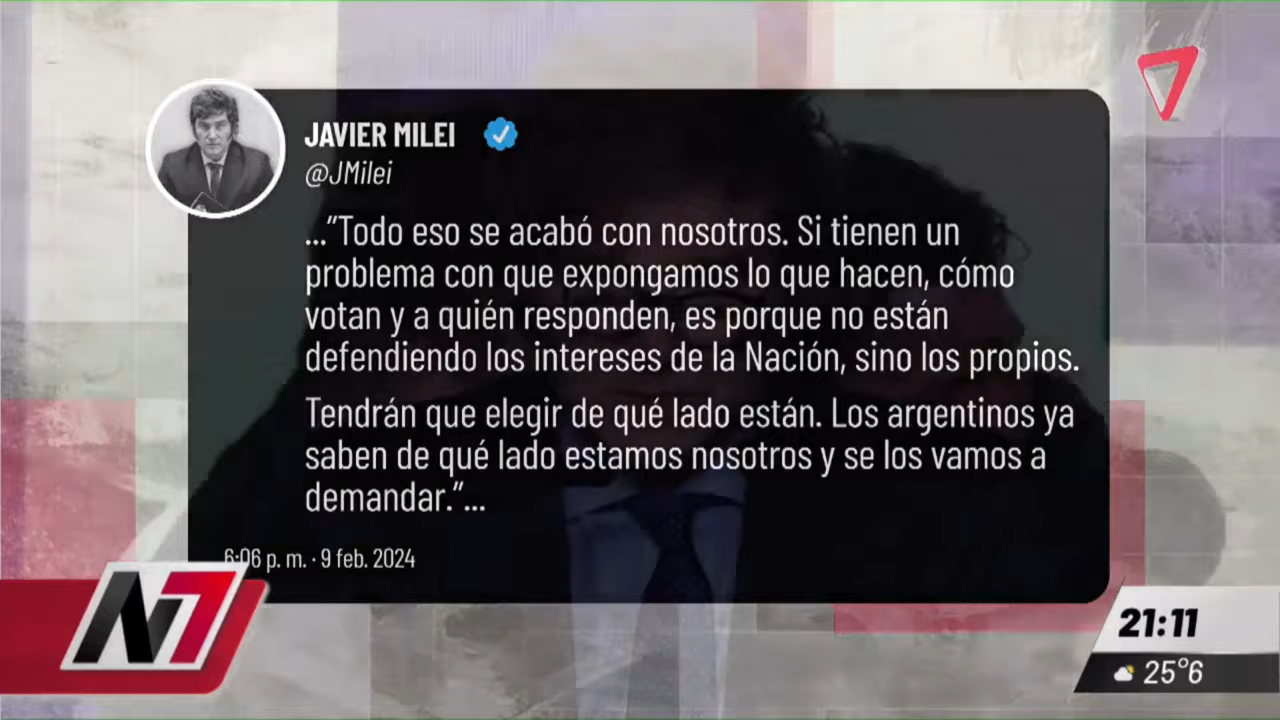 JAVIER MILEI
@JMilei
..."Todo eso se acabó con nosotros. Si tienen un
problema con que expongamos lo que hacen, cómo
votan y a quién responden, es porque no están
defendiendo los intereses de la Nación, sino los propios.
Tendrán que elegir de qué lado están. Los argentinos ya
saben de qué lado estamos nosotros y se los vamos a
demandar."...
6:06 p. m. · 9 feb. 2024
N7
21:11
25°6